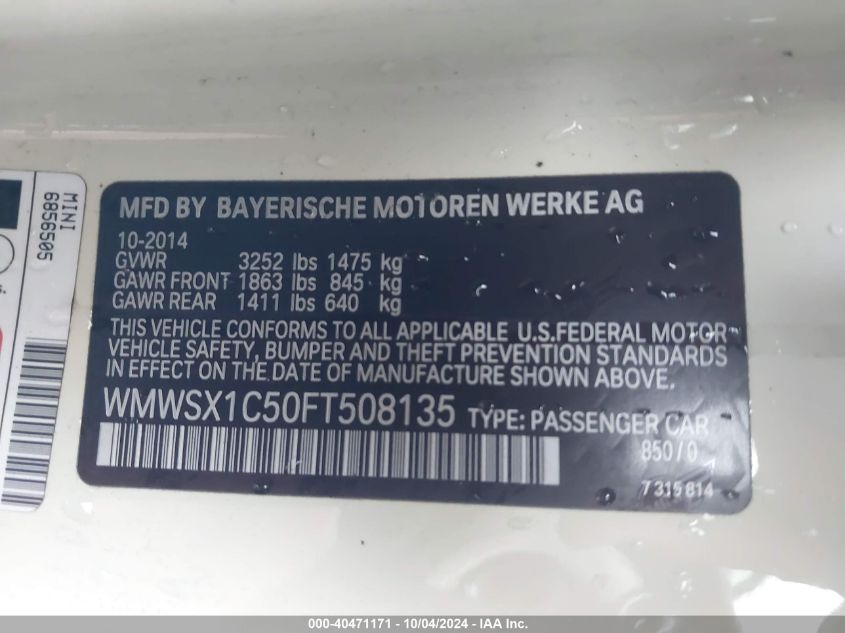 MINI
6856505
s.
MFD BY BAYERISCHE MOTOREN WERKE AG
10-2014
GVWR 3252 lbs 1475 kg
GAWR FRONT 1863 lbs 845 kg
GAWR REAR 1411 lbs 640 kg
THIS VEHICLE CONFORMS TO ALL APPLICABLE U.S.FEDERAL MOTOR
VEHICLE SAFETY, BUMPER AND THEFT PREVENTION STANDARDS
IN EFFECT ON THE DATE OF MANUFACTURE SHOWN ABOVE.
WMWSX1C50FT508135 TYPE: PASSENGER CAR
850/0
7 315 814
000-40471171 - 10/04/2024 - IAA Inc.